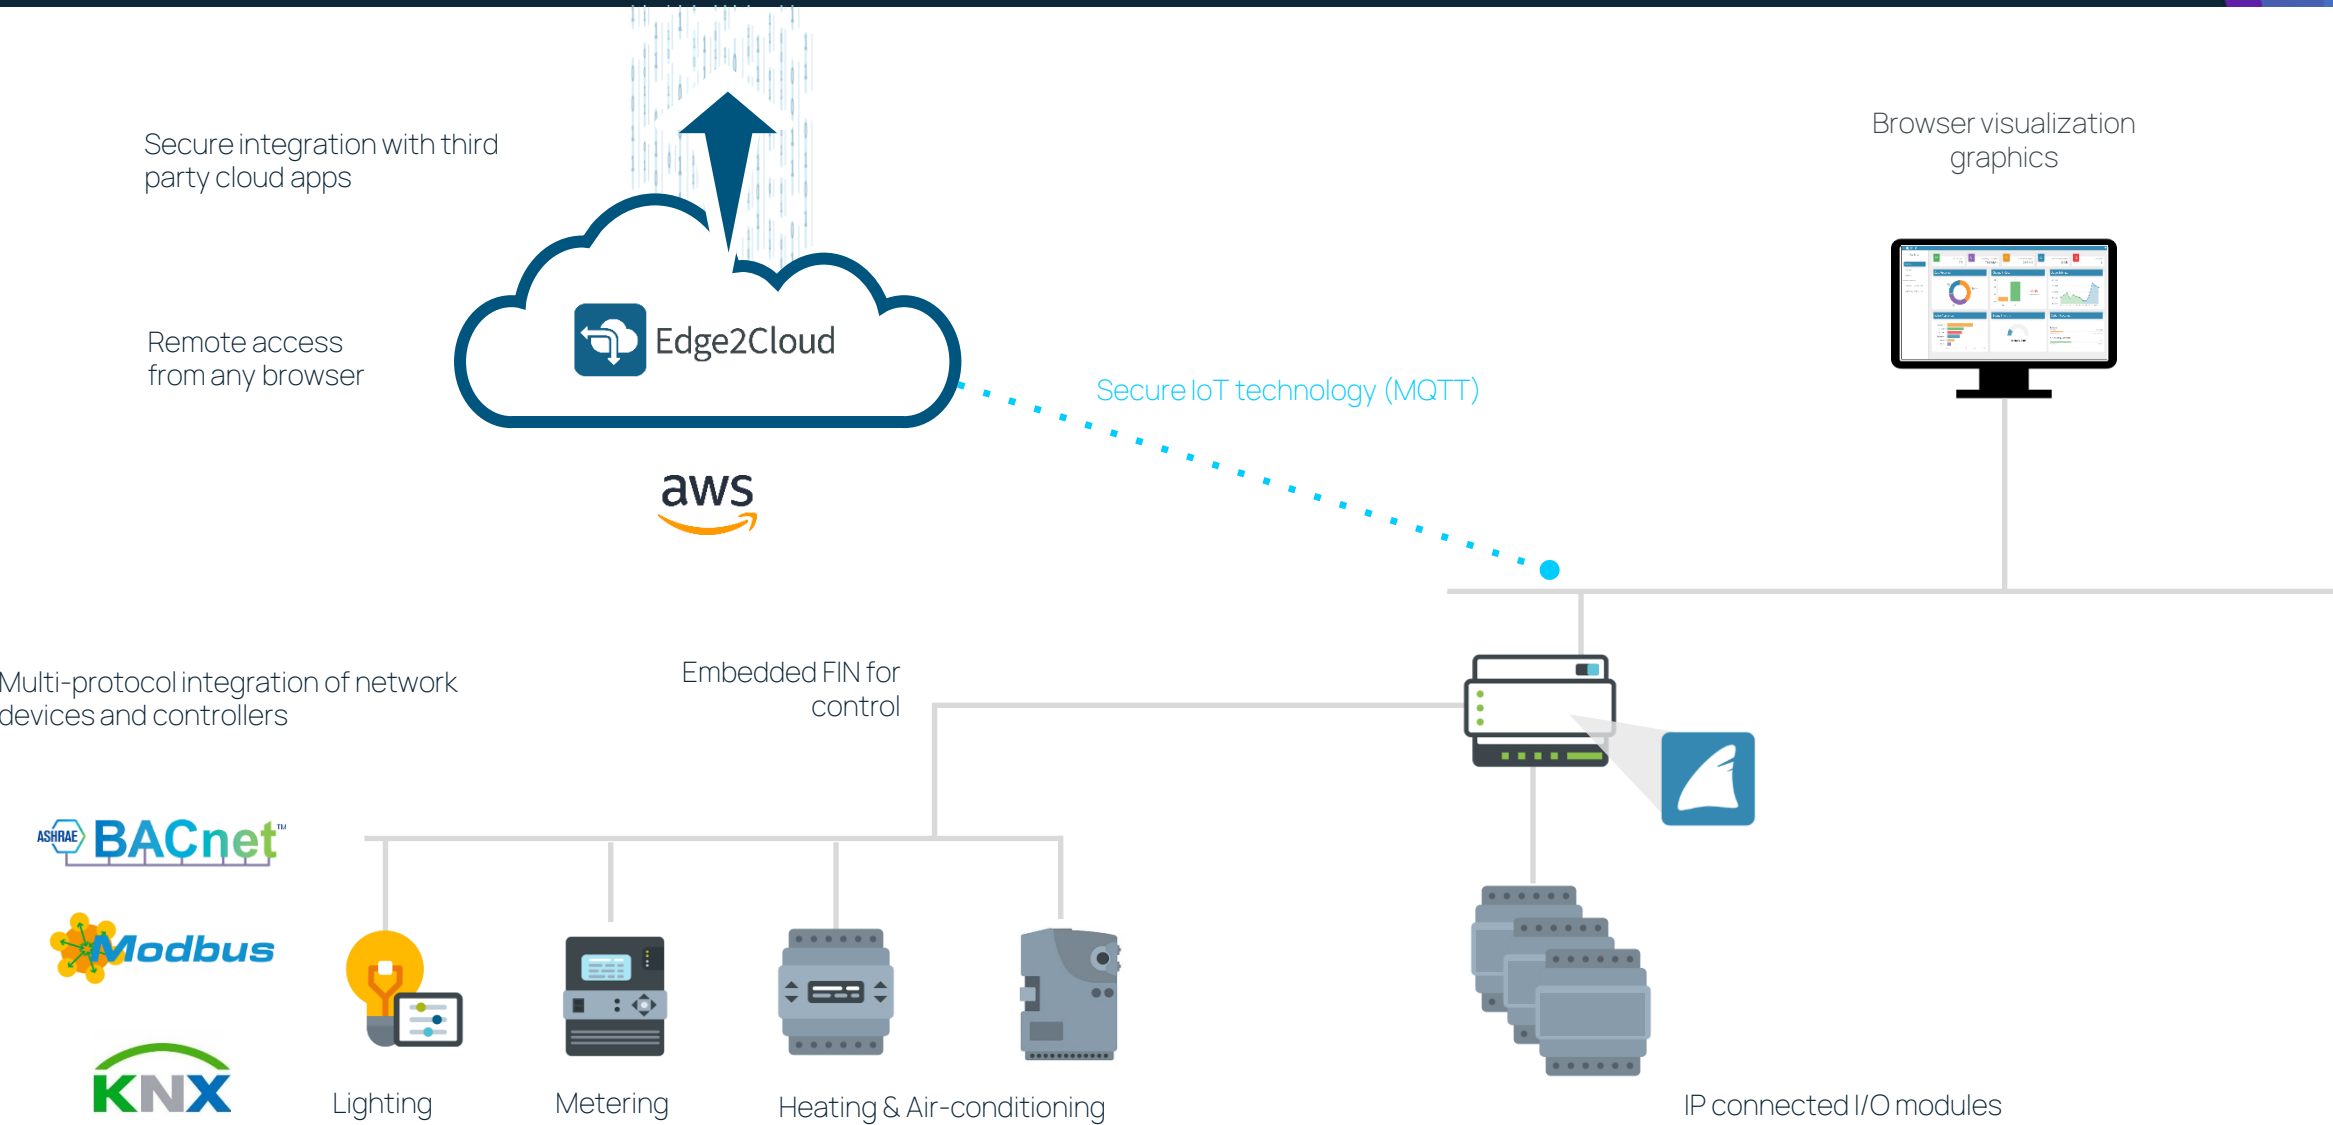 Secure integration with third
party cloud apps
Browser visualization
graphics
Remote access
from any browser
Edge2Cloud
Secure IoT technology (MQTT)
aws
Multi-protocol integration of network
devices and controllers
Embedded FIN for
control
ASHRAE BACnet™
Modbus
KNX
Lighting
Metering
Heating & Air-conditioning
IP connected I/O modules